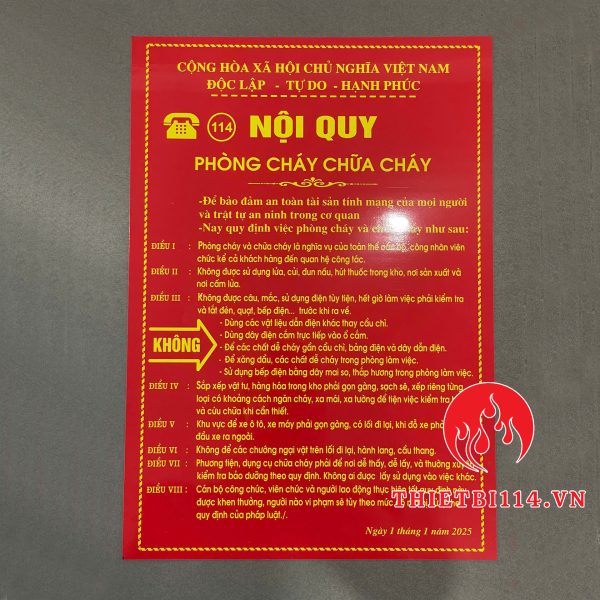 CỘNG HÒA XÃ HỘI CHỦ NGHĨA VIỆT NAM
ĐỘC LẬP - TỰ DO - HẠNH PHÚC
114 NỘI QUY
PHÒNG CHÁY CHỮA CHÁY
-Để bảo đảm an toàn tài sản tính mạng của mọi người
và trật tự an ninh trong cơ quan
-Nay quy định việc phòng cháy và chữa cháy như sau:
ĐIỀU I : Phòng cháy và chữa cháy là nghĩa vụ của toàn thể cán bộ, công nhân viên
chức kể cả khách hàng đến quan hệ công tác.
ĐIỀU II : Không được sử dụng lửa, củi, đun nấu, hút thuốc trong kho, nơi sản xuất và
nơi cấm lửa.
ĐIỀU III : Không được câu, mắc, sử dụng điện tùy tiện, hết giờ làm việc phải kiểm tra
và tắt đèn, quạt, bếp điện... trước khi ra về.
KHÔNG
- Dùng các vật liệu dẫn điện khác thay cầu chì.
- Dùng dây điện cắm trực tiếp vào ổ cắm.
- Để các chất dễ cháy gần cầu chì, bảng điện và dây dẫn điện.
- Để xăng dầu, các chất dễ cháy trong phòng làm việc.
- Sử dụng bếp điện bằng dây mai so, thắp hương trong phòng làm việc.
ĐIỀU IV : Sắp xếp vật tư, hàng hóa trong kho phải gọn gàng, sạch sẽ, xếp riêng từng
loại có khoảng cách ngăn cháy, xa mái, xa tường để tiện việc kiểm tra
và cứu chữa khi cần thiết.
ĐIỀU V : Khu vực để xe ô tô, xe máy phải gọn gàng, có lối đi, khi đỗ xe phải
đầu xe ra ngoài.
ĐIỀU VI : Không để các chướng ngại vật trên lối đi lại, hành lang, cầu thang.
ĐIỀU VII : Phương tiện, dụng cụ chữa cháy phải để nơi dễ thấy, dễ lấy, và thường xuyên
kiểm tra bảo dưỡng theo quy định. Không ai được lấy sử dụng vào việc khác.
ĐIỀU VIII : Cán bộ công chức, viên chức và người lao động thực hiện tốt quy định này
được khen thưởng, người nào vi phạm sẽ tùy theo mức
quy định của pháp luật./.
Ngày 1 tháng 1 năm 2025
THIETBI114.VN